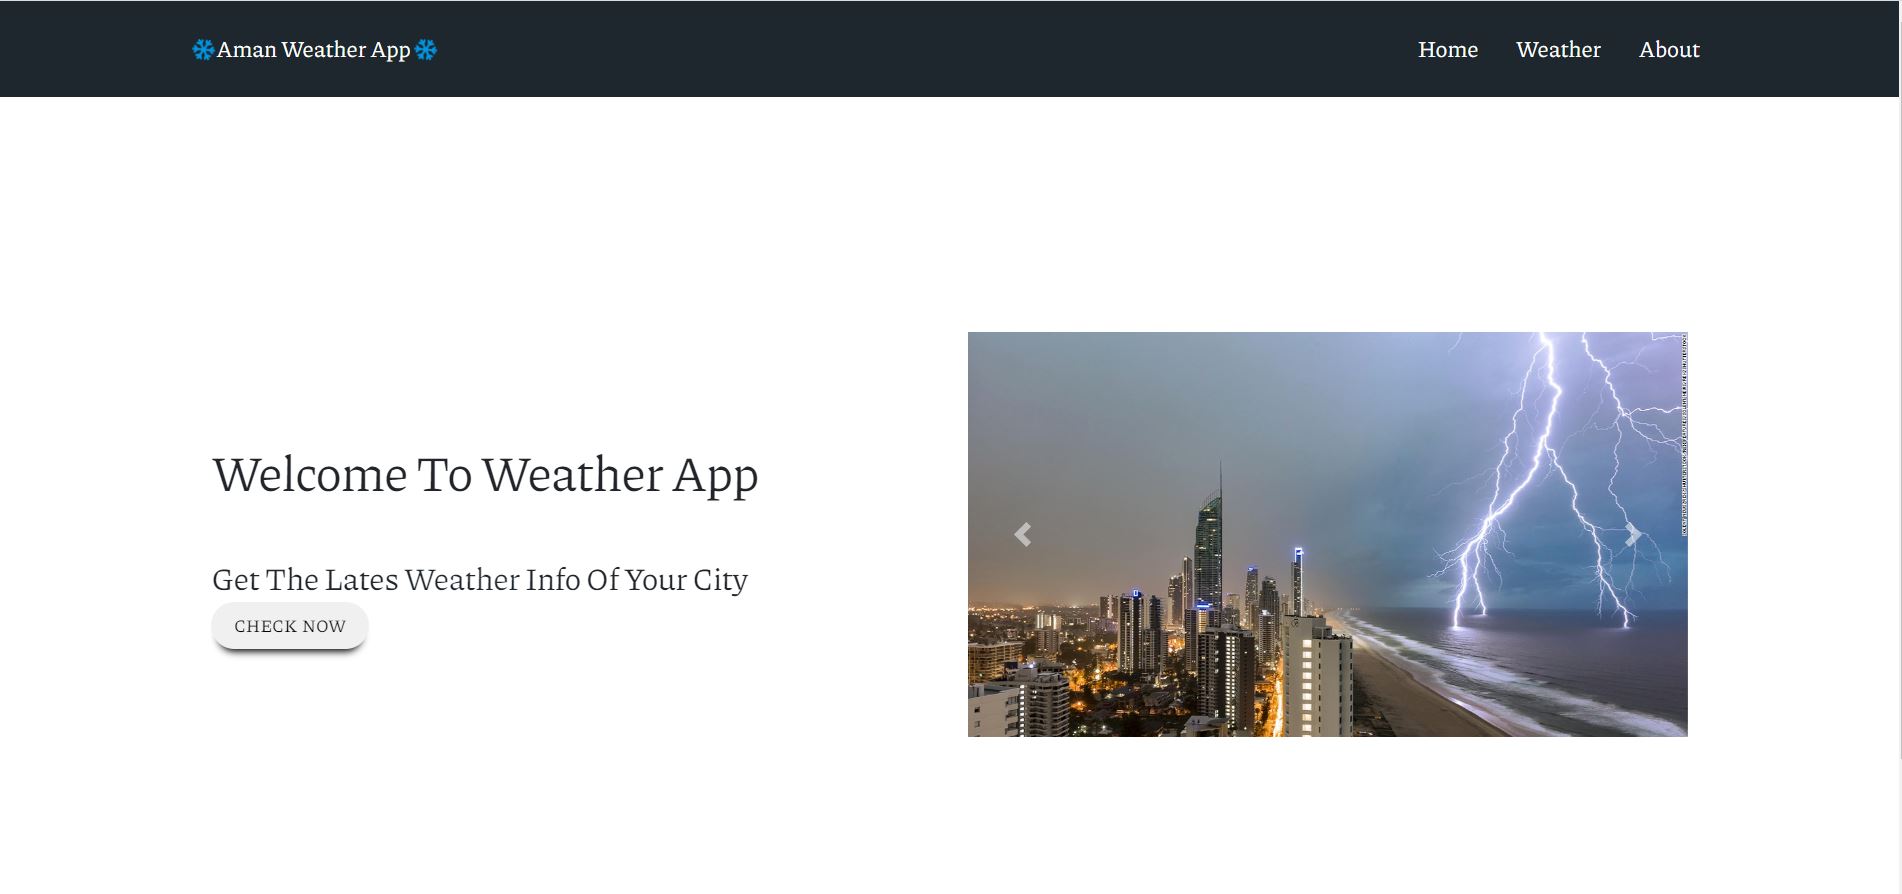 ❄Aman Weather App❄
Home Weather About
Welcome To Weather App
Get The Lates Weather Info Of Your City
CHECK NOW